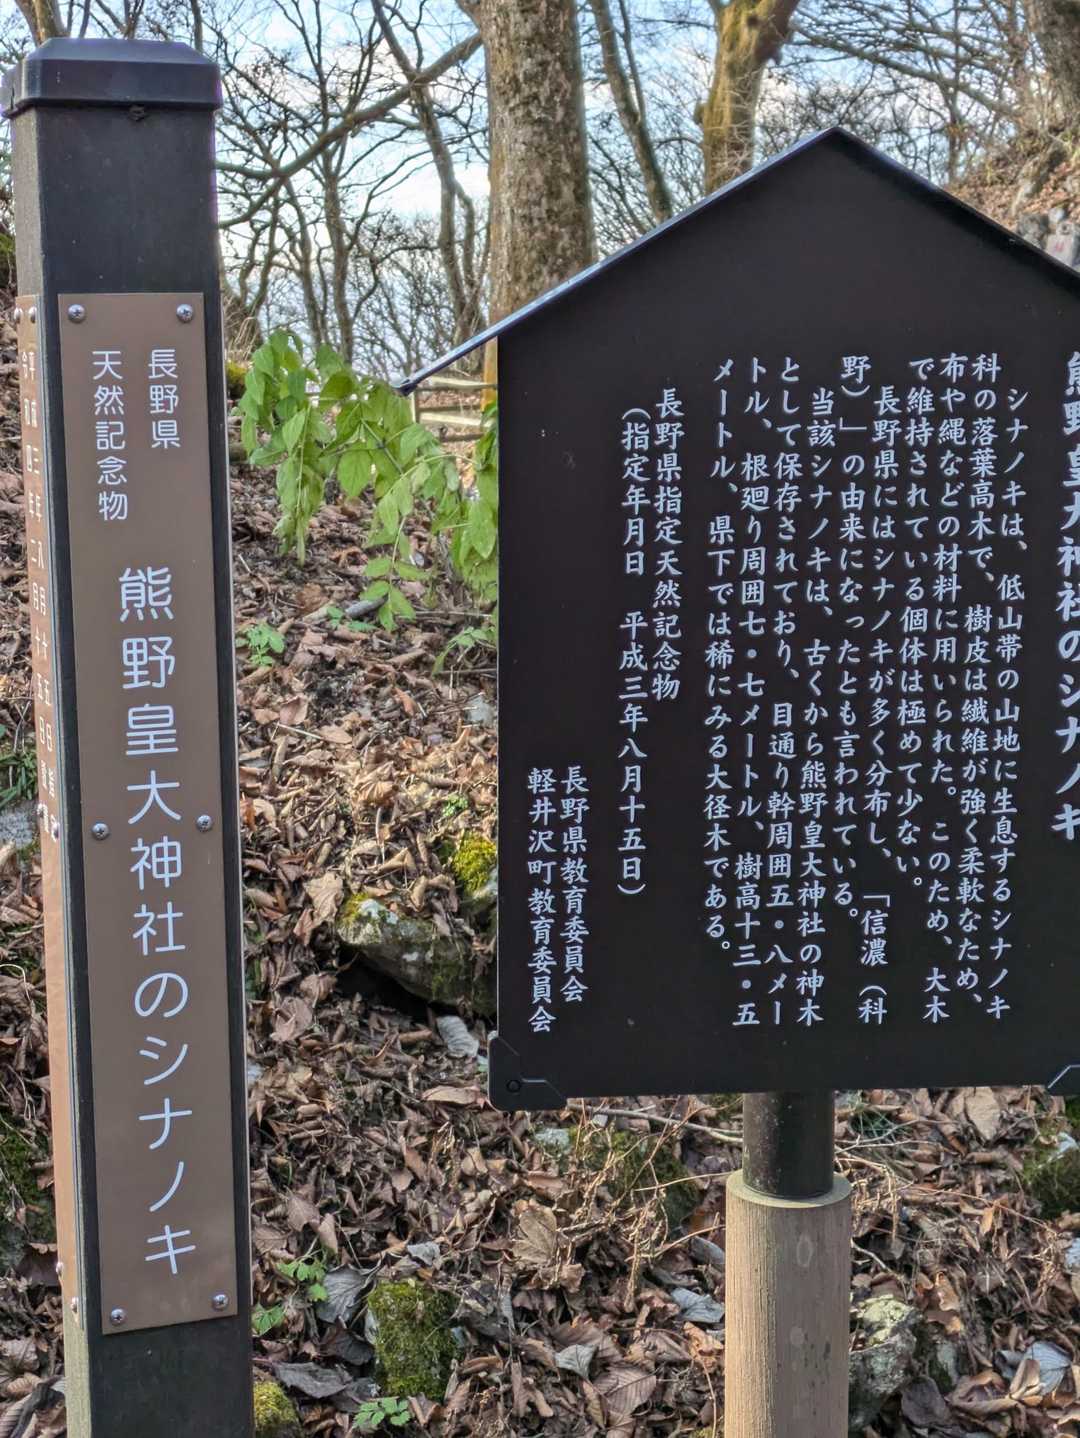 長野県
天然記念物
熊野皇大神社のシナノキ
熊野皇大神社のシナノキ
シナノキは、低山帯の山地に生息するシナノキ
科の落葉高木で、樹皮は繊維が強く柔軟なため、
布や縄などの材料に用いられた。このため、大木
で維持されている個体は極めて少ない。
長野県にはシナノキが多く分布し、「信濃（科
野）」の由来になったとも言われている。
当該シナノキは、古くから熊野皇大神社の神木
として保存されており、目通り幹周囲五・八メー
トル、根廻り周囲七・七メートル、樹高十三・五
メートル、県下では稀にみる大径木である。
長野県指定天然記念物
（指定年月日　平成三年八月十五日）
長野県教育委員会
軽井沢町教育委員会